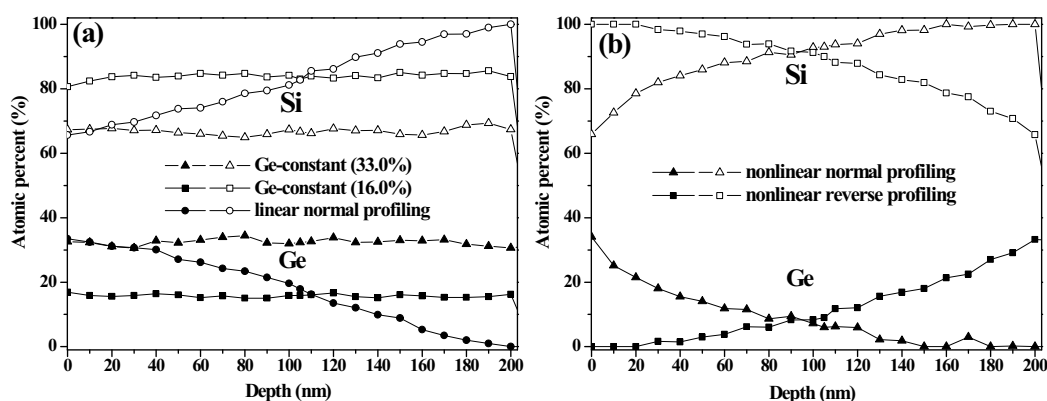 (a)
Atomic percent (%)
100
80
60
40
20
0
Si
Ge-constant (33.0%)
Ge-constant (16.0%)
linear normal profiling
Ge
0 20 40 60 80 100 120 140 160 180 200
Depth (nm)
(b)
Atomic percent (%)
100
80
60
40
20
0
Si
nonlinear normal profiling
nonlinear reverse profiling
Ge
0 20 40 60 80 100 120 140 160 180 200
Depth (nm)